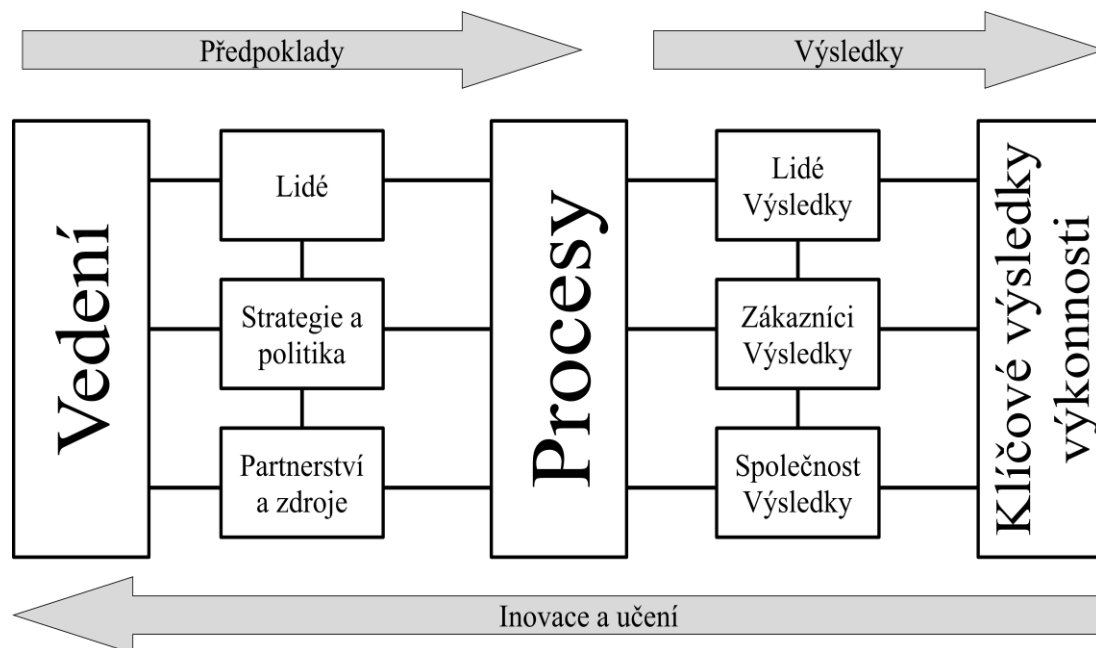 Předpoklady
Výsledky
Vedení
Lidé
Strategie a
politika
Partnerství
a zdroje
Procesy
Lidé
Výsledky
Zákazníci
Výsledky
Společnost
Výsledky
Klíčové výsledky
výkonnosti
Inovace a učení